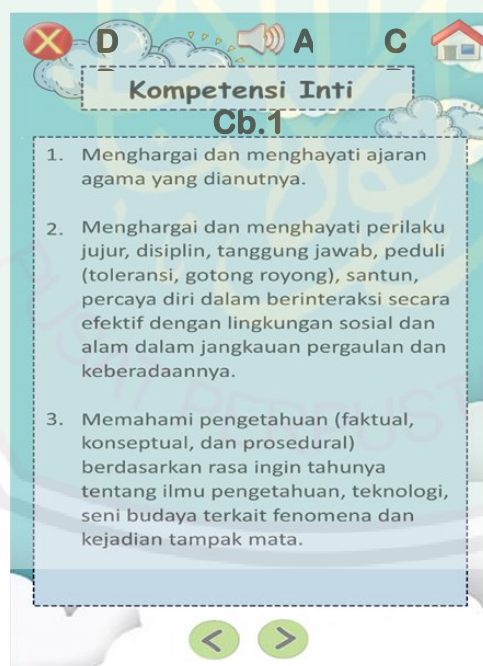 D A C
Kompetensi Inti
Cb.1
1. Menghargai dan menghayati ajaran
agama yang dianutnya.
2. Menghargai dan menghayati perilaku
jujur, disiplin, tanggung jawab, peduli
(toleransi, gotong royong), santun,
percaya diri dalam berinteraksi secara
efektif dengan lingkungan sosial dan
alam dalam jangkauan pergaulan dan
keberadaannya.
3. Memahami pengetahuan (faktual,
konseptual, dan prosedural)
berdasarkan rasa ingin tahunya
tentang ilmu pengetahuan, teknologi,
seni budaya terkait fenomena dan
kejadian tampak mata.